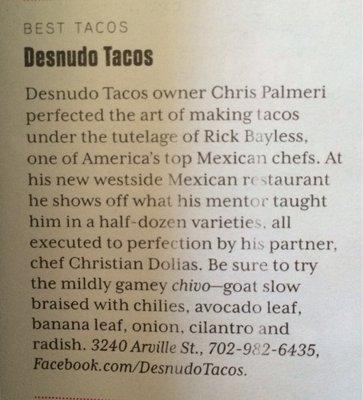 BEST TACOS
Desnudo Tacos
Desnudo Tacos owner Chris Palmeri
perfected the art of making tacos
under the tutelage of Rick Bayless,
one of America's top Mexican chefs. At
his new westside Mexican restaurant
he shows off what his mentor taught
him in a half-dozen varieties, all
executed to perfection by his partner,
chef Christian Dolias. Be sure to try
the mildly gamey chivo—goat slow
braised with chilies, avocado leaf,
banana leaf, onion, cilantro and
radish. 3240 Arville St., 702-982-6435,
Facebook.com/DesnudoTacos.